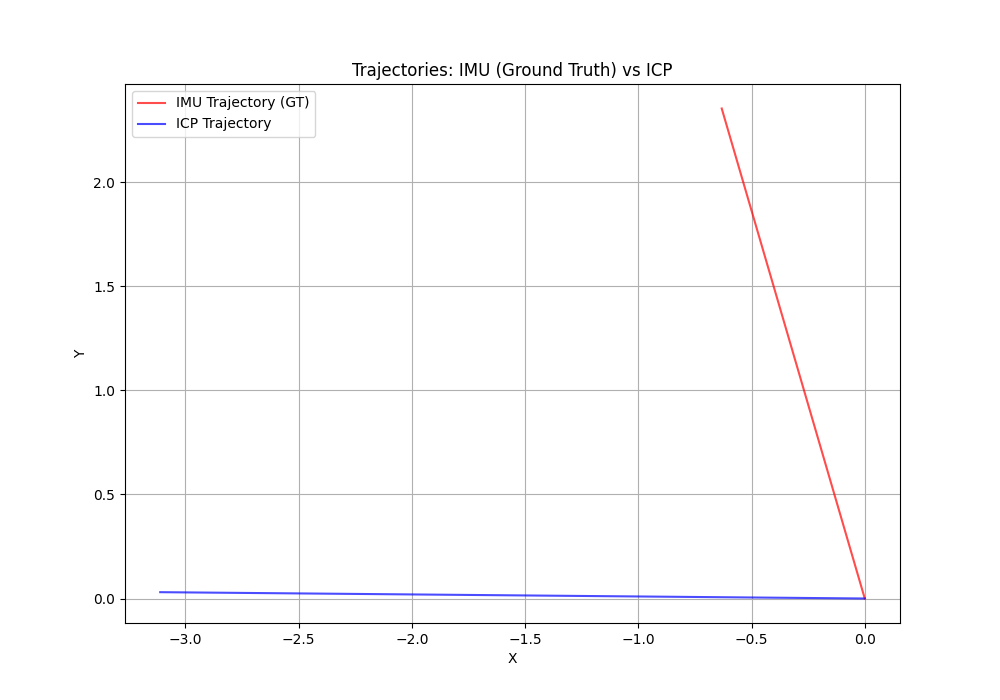 Trajectories: IMU (Ground Truth) vs ICP
IMU Trajectory (GT)
ICP Trajectory
Y
2.0
1.5
1.0
0.5
0.0
−3.0 −2.5 −2.0 −1.5 −1.0 −0.5 0.0
X